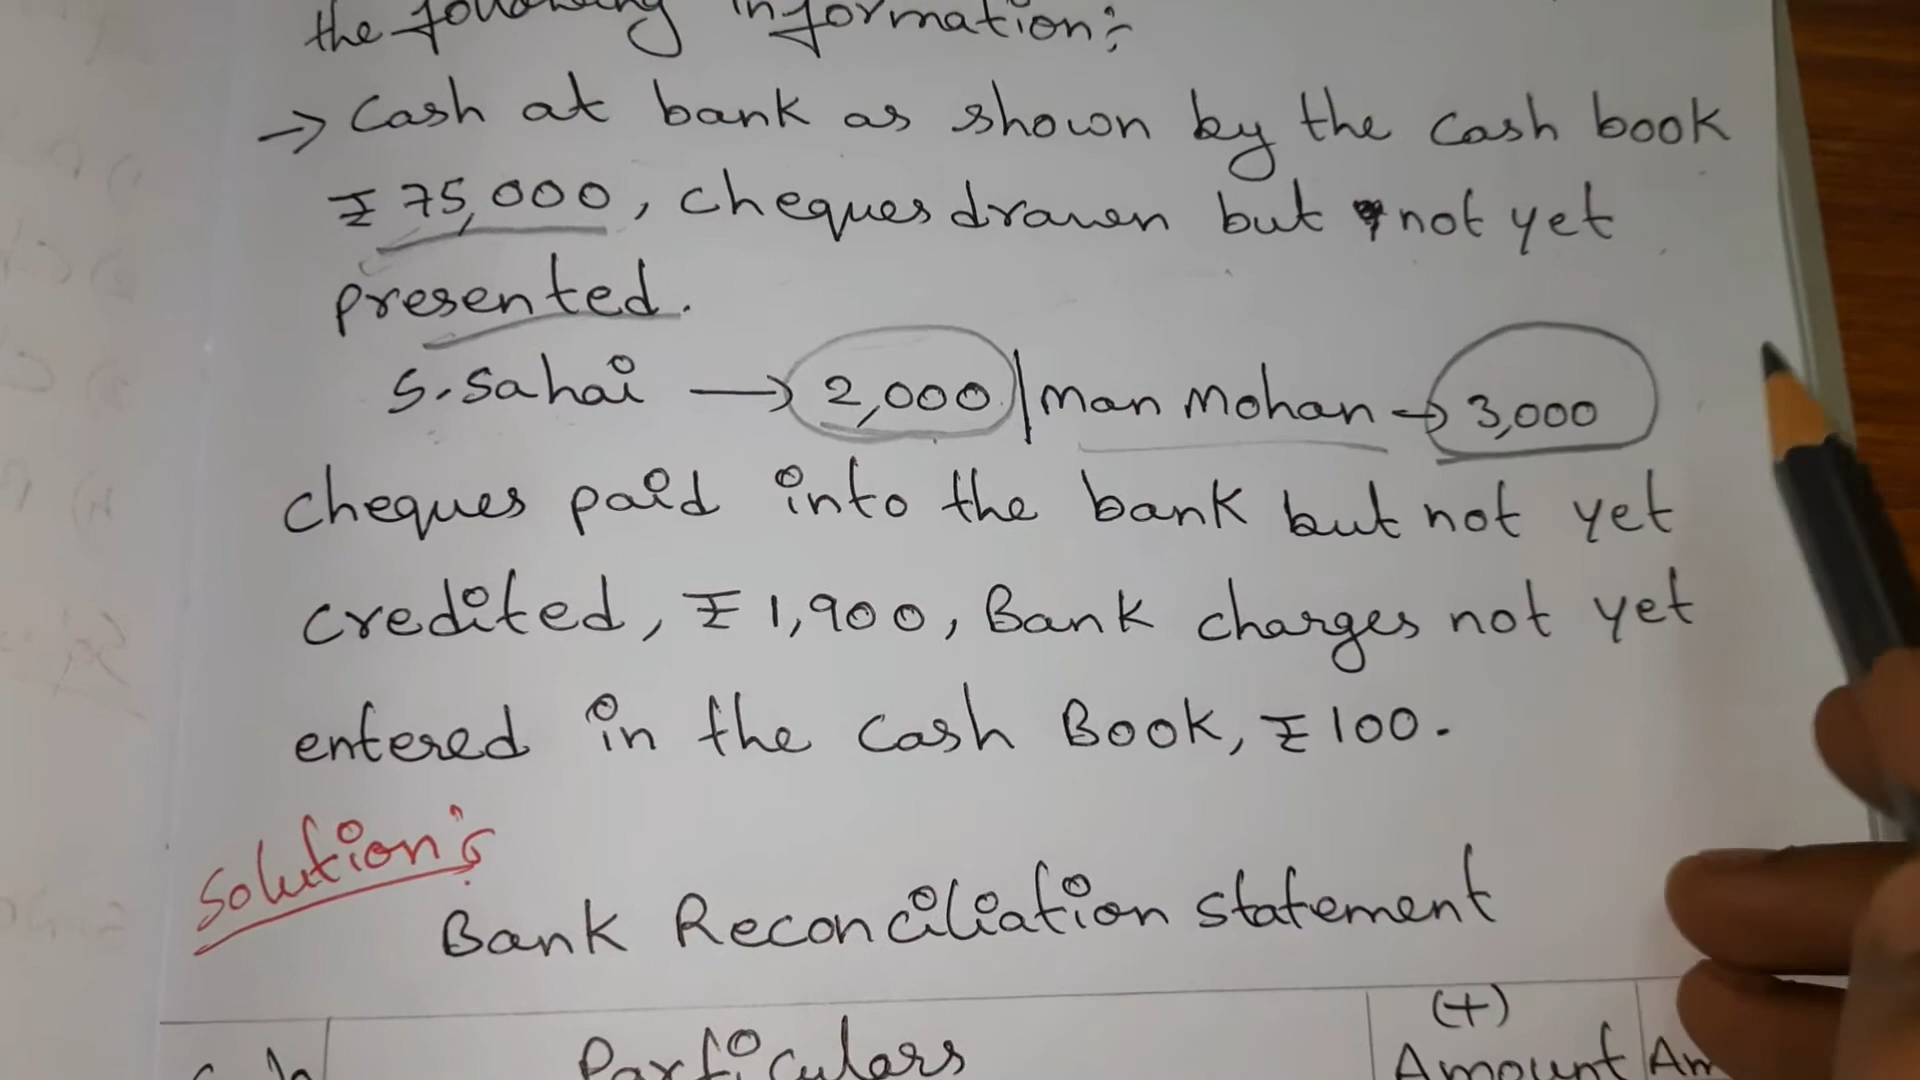 the following information:
→ Cash at bank as shown by the cash book
₹ 75,000, cheques drawen but not yet
presented.
S. Sahai → 2,000 | Man Mohan → 3,000
cheques paid into the bank but not yet
credited, ₹ 1,900, Bank charges not yet
entered in the Cash Book, ₹ 100.
Solution:
Bank Reconciliation statement
(+)
Particulars Amount Am